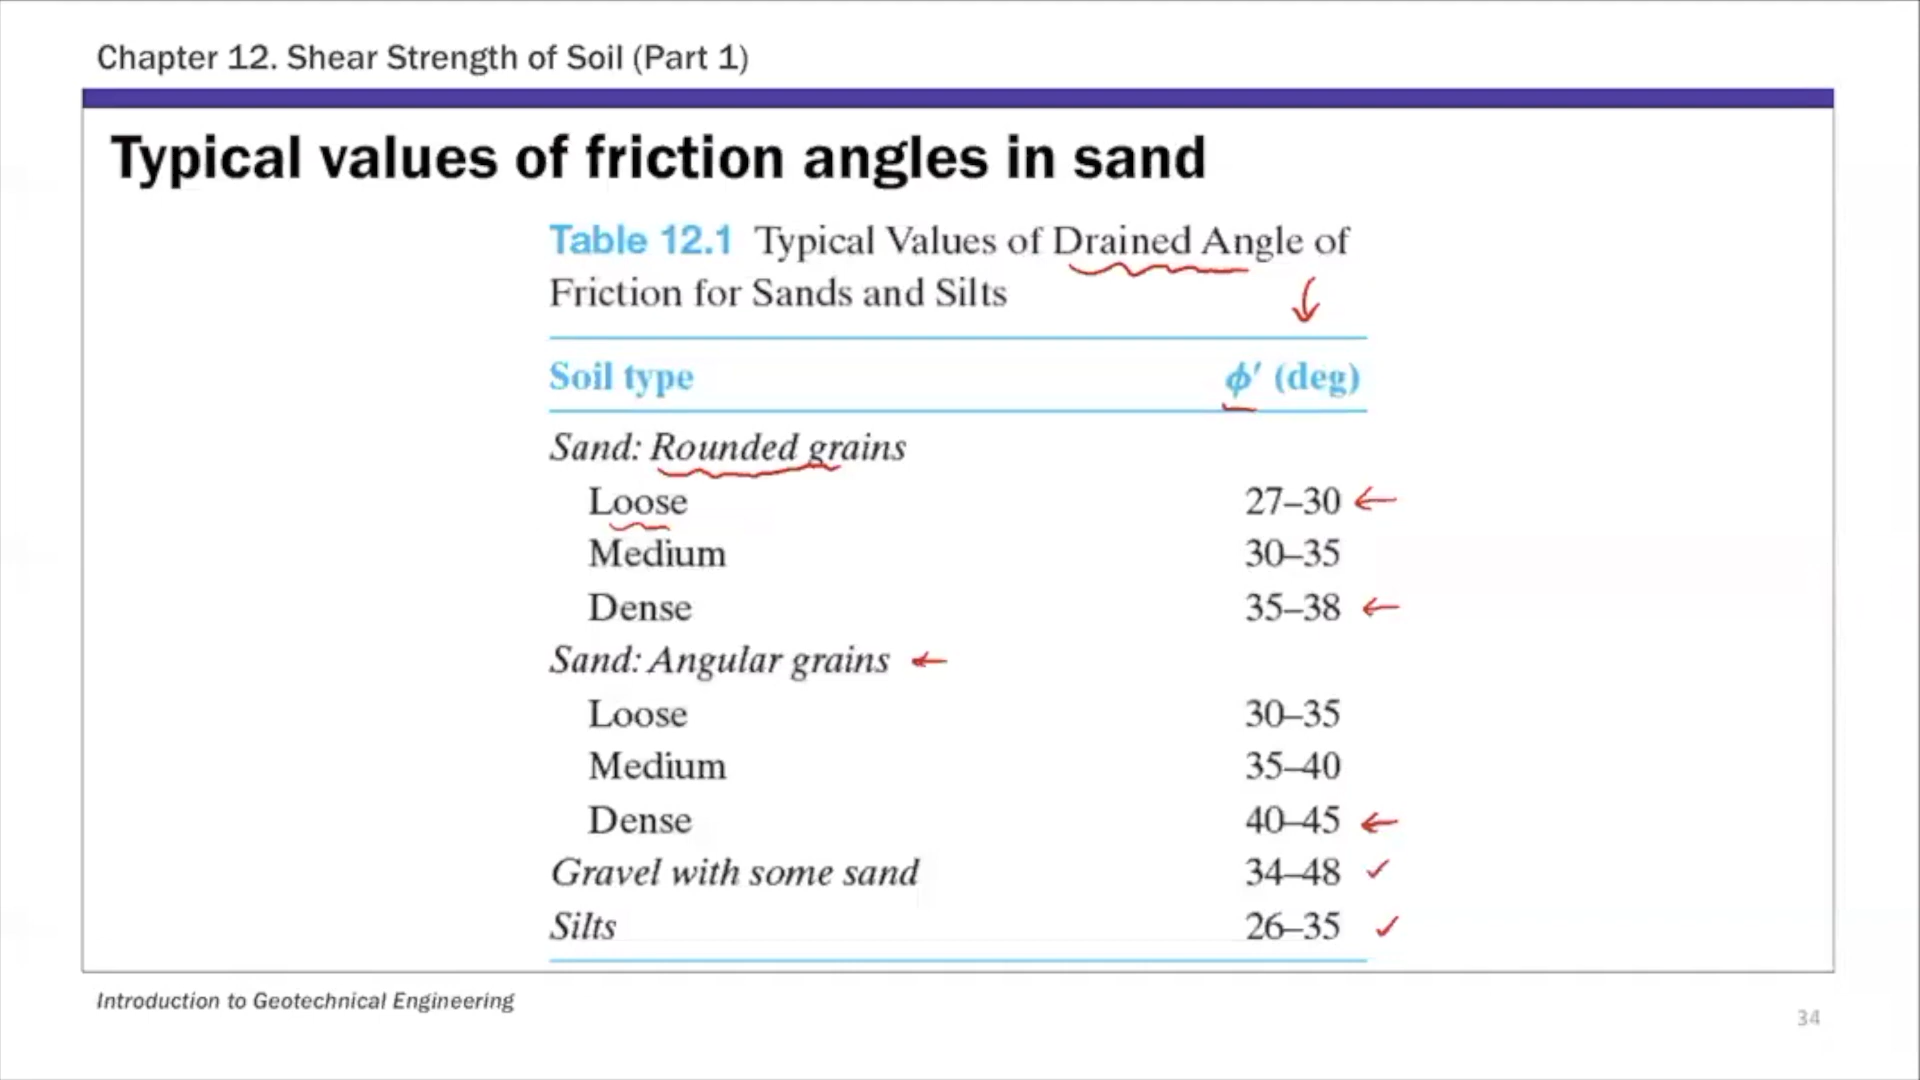 Chapter 12. Shear Strength of Soil (Part 1)
Typical values of friction angles in sand
Table 12.1 Typical Values of Drained Angle of
Friction for Sands and Silts
Soil type ϕ′ (deg)
Sand: Rounded grains
Loose 27–30
Medium 30–35
Dense 35–38
Sand: Angular grains
Loose 30–35
Medium 35–40
Dense 40–45
Gravel with some sand 34–48
Silts 26–35
Introduction to Geotechnical Engineering
34